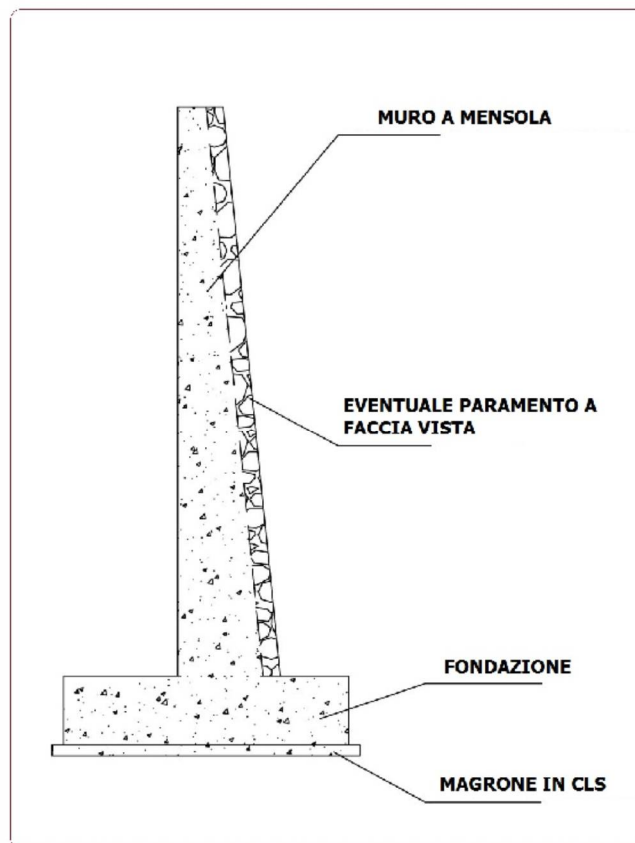 MURO A MENSOLA
EVENTUALE PARAMENTO A
FACCIA VISTA
FONDAZIONE
MAGRONE IN CLS